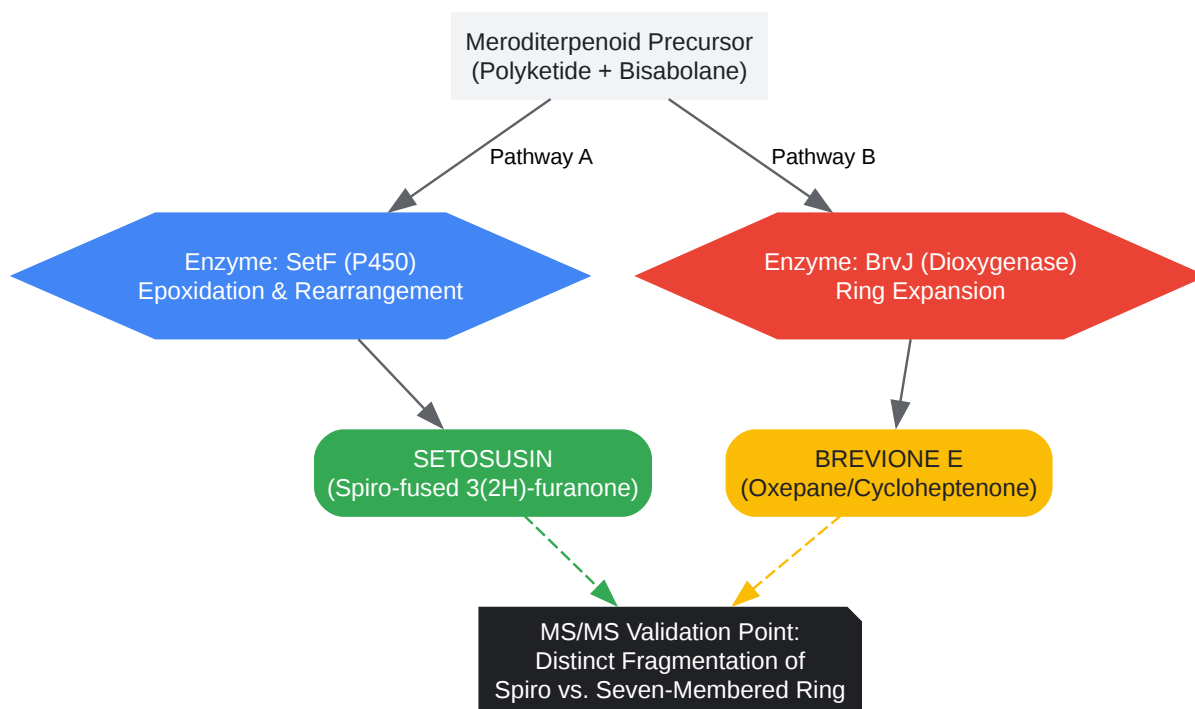 Meroditerpenoid Precursor
(Polyketide + Bisabolane)
Pathway A
Pathway B
Enzyme: SetF (P450)
Epoxidation & Rearrangement
Enzyme: BrvJ (Dioxygenase)
Ring Expansion
SETOSUSIN
(Spiro-fused 3(2H)-furanone)
BREVIONE E
(Oxepane/Cycloheptenone)
MS/MS Validation Point:
Distinct Fragmentation of
Spiro vs. Seven-Membered Ring